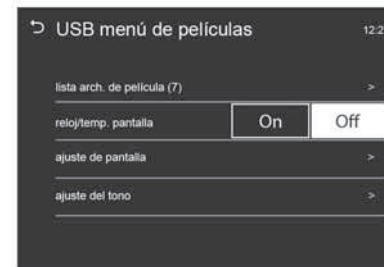 USB menú de películas
12:2
lista arch. de película (7)
>
reloj/temp. pantalla
On
Off
ajuste de pantalla
>
ajuste del tono
>